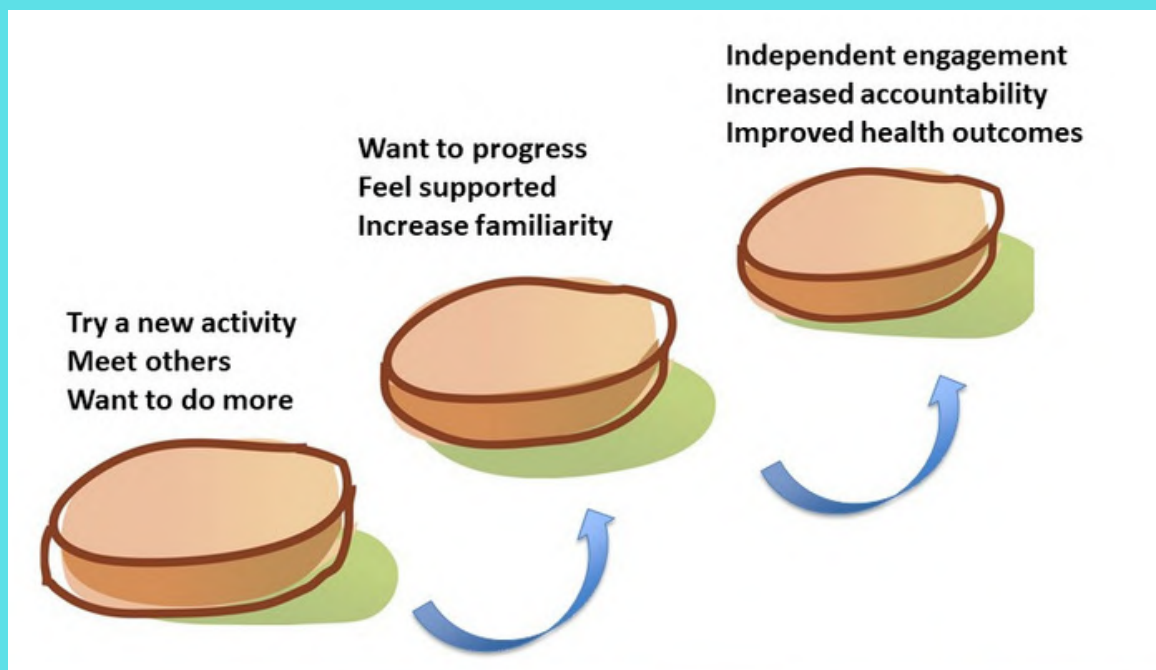 Try a new activity
Meet others
Want to do more
Want to progress
Feel supported
Increase familiarity
Independent engagement
Increased accountability
Improved health outcomes